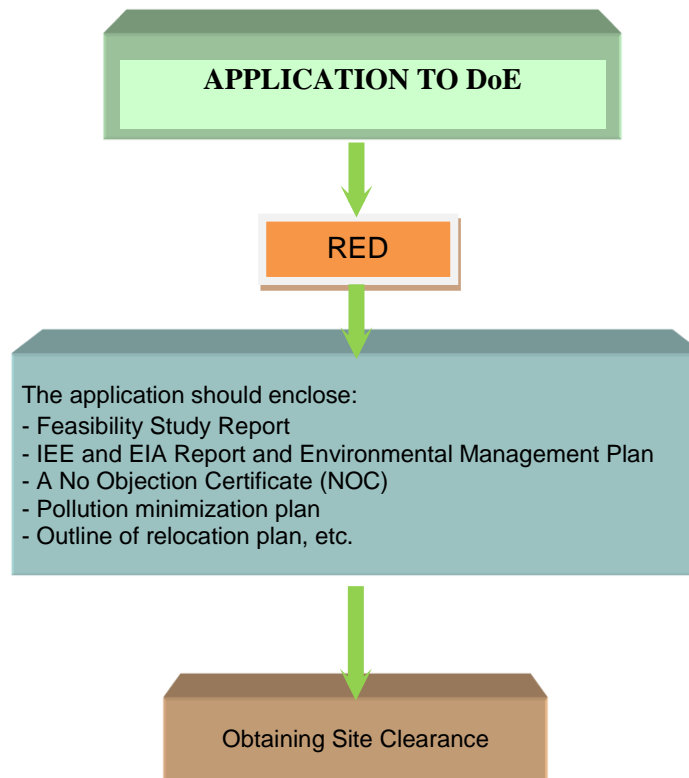 APPLICATION TO DoE
RED
The application should enclose:
- Feasibility Study Report
- IEE and EIA Report and Environmental Management Plan
- A No Objection Certificate (NOC)
- Pollution minimization plan
- Outline of relocation plan, etc.
Obtaining Site Clearance